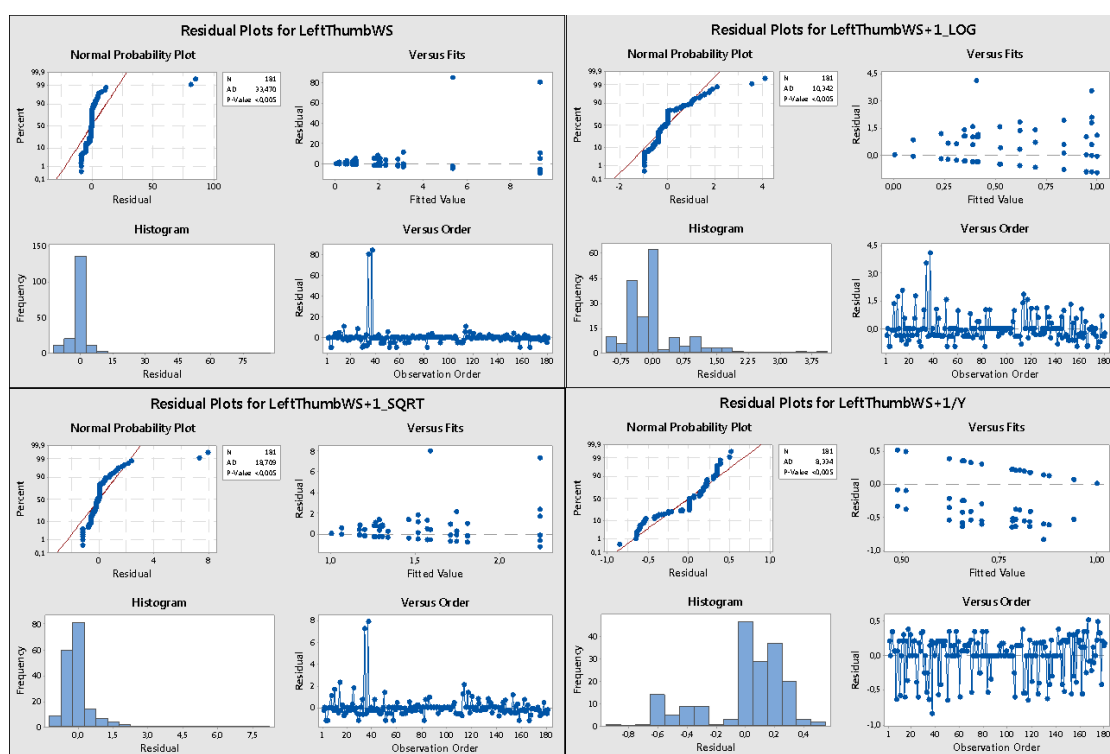 Residual Plots for LeftThumbWS
Normal Probability Plot
Versus Fits
99,9
99
90
50
10
1
0,1
Percent
0
50
100
Residual
N 181
AD 33,470
P-Value <0,005
80
60
40
20
0
Residual
0
2
4
6
8
Fitted Value
Histogram
Versus Order
150
100
50
0
Frequency
0
15
30
45
60
75
Residual
80
60
40
20
0
Residual
1
20
40
60
80
100
120
140
160
180
Observation Order
Residual Plots for LeftThumbWS+1_LOG
Normal Probability Plot
Versus Fits
99,9
99
90
50
10
1
0,1
Percent
-2
0
2
4
Residual
N 181
AD 10,342
P-Value <0,005
4,5
3,0
1,5
0,0
Residual
0,00
0,25
0,50
0,75
1,00
Fitted Value
Histogram
Versus Order
60
45
30
15
0
Frequency
-0,75
0,00
0,75
1,50
2,25
3,00
3,75
Residual
4,5
3,0
1,5
0,0
Residual
1
20
40
60
80
100
120
140
160
180
Observation Order
Residual Plots for LeftThumbWS+1_SQRT
Normal Probability Plot
Versus Fits
99,9
99
90
50
10
1
0,1
Percent
0
4
8
Residual
N 181
AD 18,709
P-Value <0,005
8
6
4
2
0
Residual
1,0
1,5
2,0
Fitted Value
Histogram
Versus Order
80
60
40
20
0
Frequency
0,0
1,5
3,0
4,5
6,0
7,5
Residual
8
6
4
2
0
Residual
1
20
40
60
80
100
120
140
160
180
Observation Order
Residual Plots for LeftThumbWS+1/Y
Normal Probability Plot
Versus Fits
99,9
99
90
50
10
1
0,1
Percent
-1,0
-0,5
0,0
0,5
1,0
Residual
N 181
AD 8,334
P-Value <0,005
0,5
0,0
-0,5
-1,0
Residual
0,50
0,75
1,00
Fitted Value
Histogram
Versus Order
40
30
20
10
0
Frequency
-0,8
-0,6
-0,4
-0,2
0,0
0,2
0,4
Residual
0,5
0,0
-0,5
-1,0
Residual
1
20
40
60
80
100
120
140
160
180
Observation Order